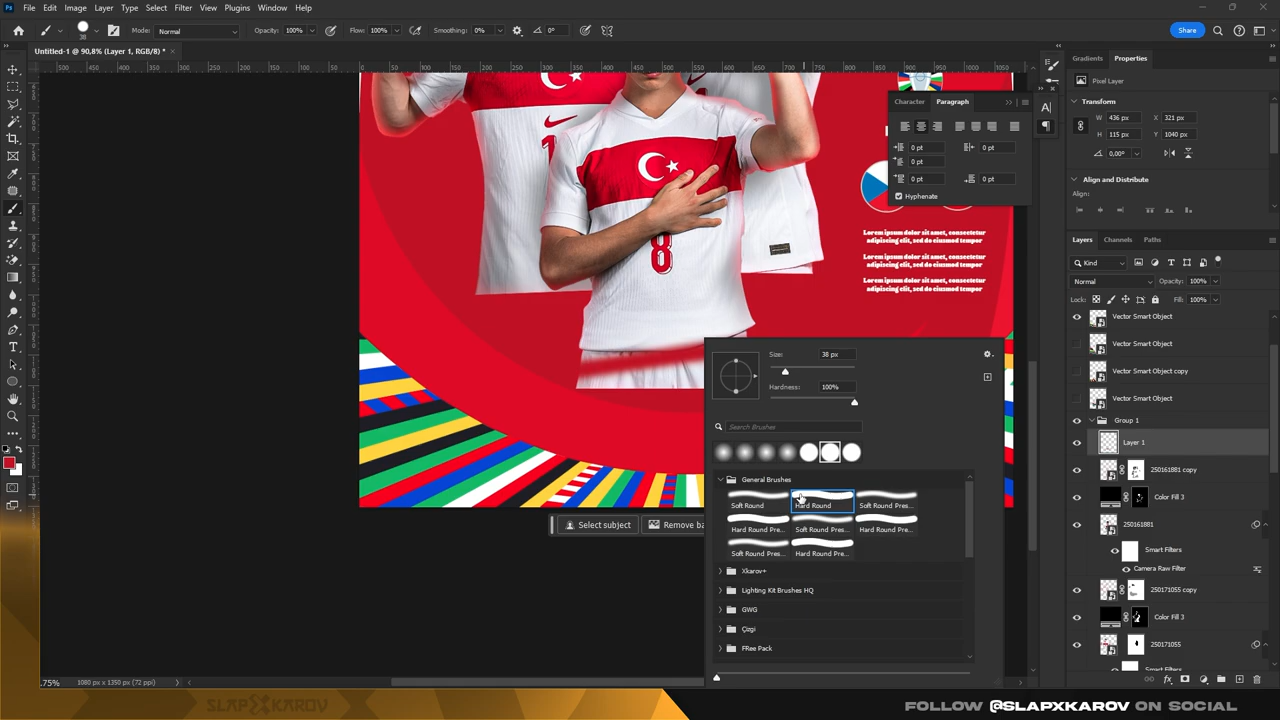 File Edit Image Layer Type Select Filter View Plugins Window Help
38 Mode: Normal Opacity: 100% Flow: 100% Smoothing: 0% 0° Share
Untitled-1 @ 90,8% (Layer 1, RGB/8) *
Gradients Properties
Pixel Layer
Transform
W 436 px X 321 px
H 115 px Y 1040 px
0,00°
Align and Distribute
Align:
Character Paragraph
0 pt 0 pt
0 pt
0 pt 0 pt
Hyphenate
8
Lorem ipsum dolor sit amet, consectetur
adipiscing elit, sed do eiusmod tempor
Lorem ipsum dolor sit amet, consectetur
adipiscing elit, sed do eiusmod tempor
Lorem ipsum dolor sit amet, consectetur
adipiscing elit, sed do eiusmod tempor
Layers Channels Paths
Kind
Normal Opacity: 100%
Lock: Fill: 100%
Vector Smart Object
Vector Smart Object
Vector Smart Object copy
Vector Smart Object
Group 1
Layer 1
250161881 copy
Color Fill 3
250161881
Smart Filters
Camera Raw Filter
250171055 copy
Color Fill 3
250171055
Smart Filters
Size: 38 px
Hardness: 100%
Search Brushes
General Brushes
Soft Round Hard Round Soft Round Pres...
Hard Round Pre... Soft Round Pres... Hard Round Pre...
Soft Round Pres... Hard Round Pre...
Xkarov+
Lighting Kit Brushes HQ
GWG
Çizgi
FRee Pack
Select subject Remove ba
.75% 1080 px x 1350 px (72 ppi)
SLAPXKAROV
FOLLOW @SLAPXKAROV ON SOCIAL